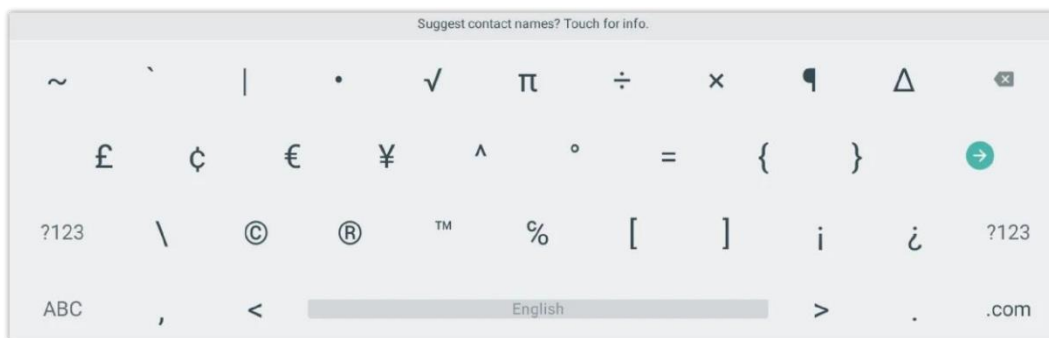 Suggest contact names? Touch for info.
~ ` | • √ π ÷ × ¶ Δ
£ ¢ € ¥ ^ ° = { }
?123 \ © ® ™ ℅ [ ] ¡ ¿ ?123
ABC , < English > . .com